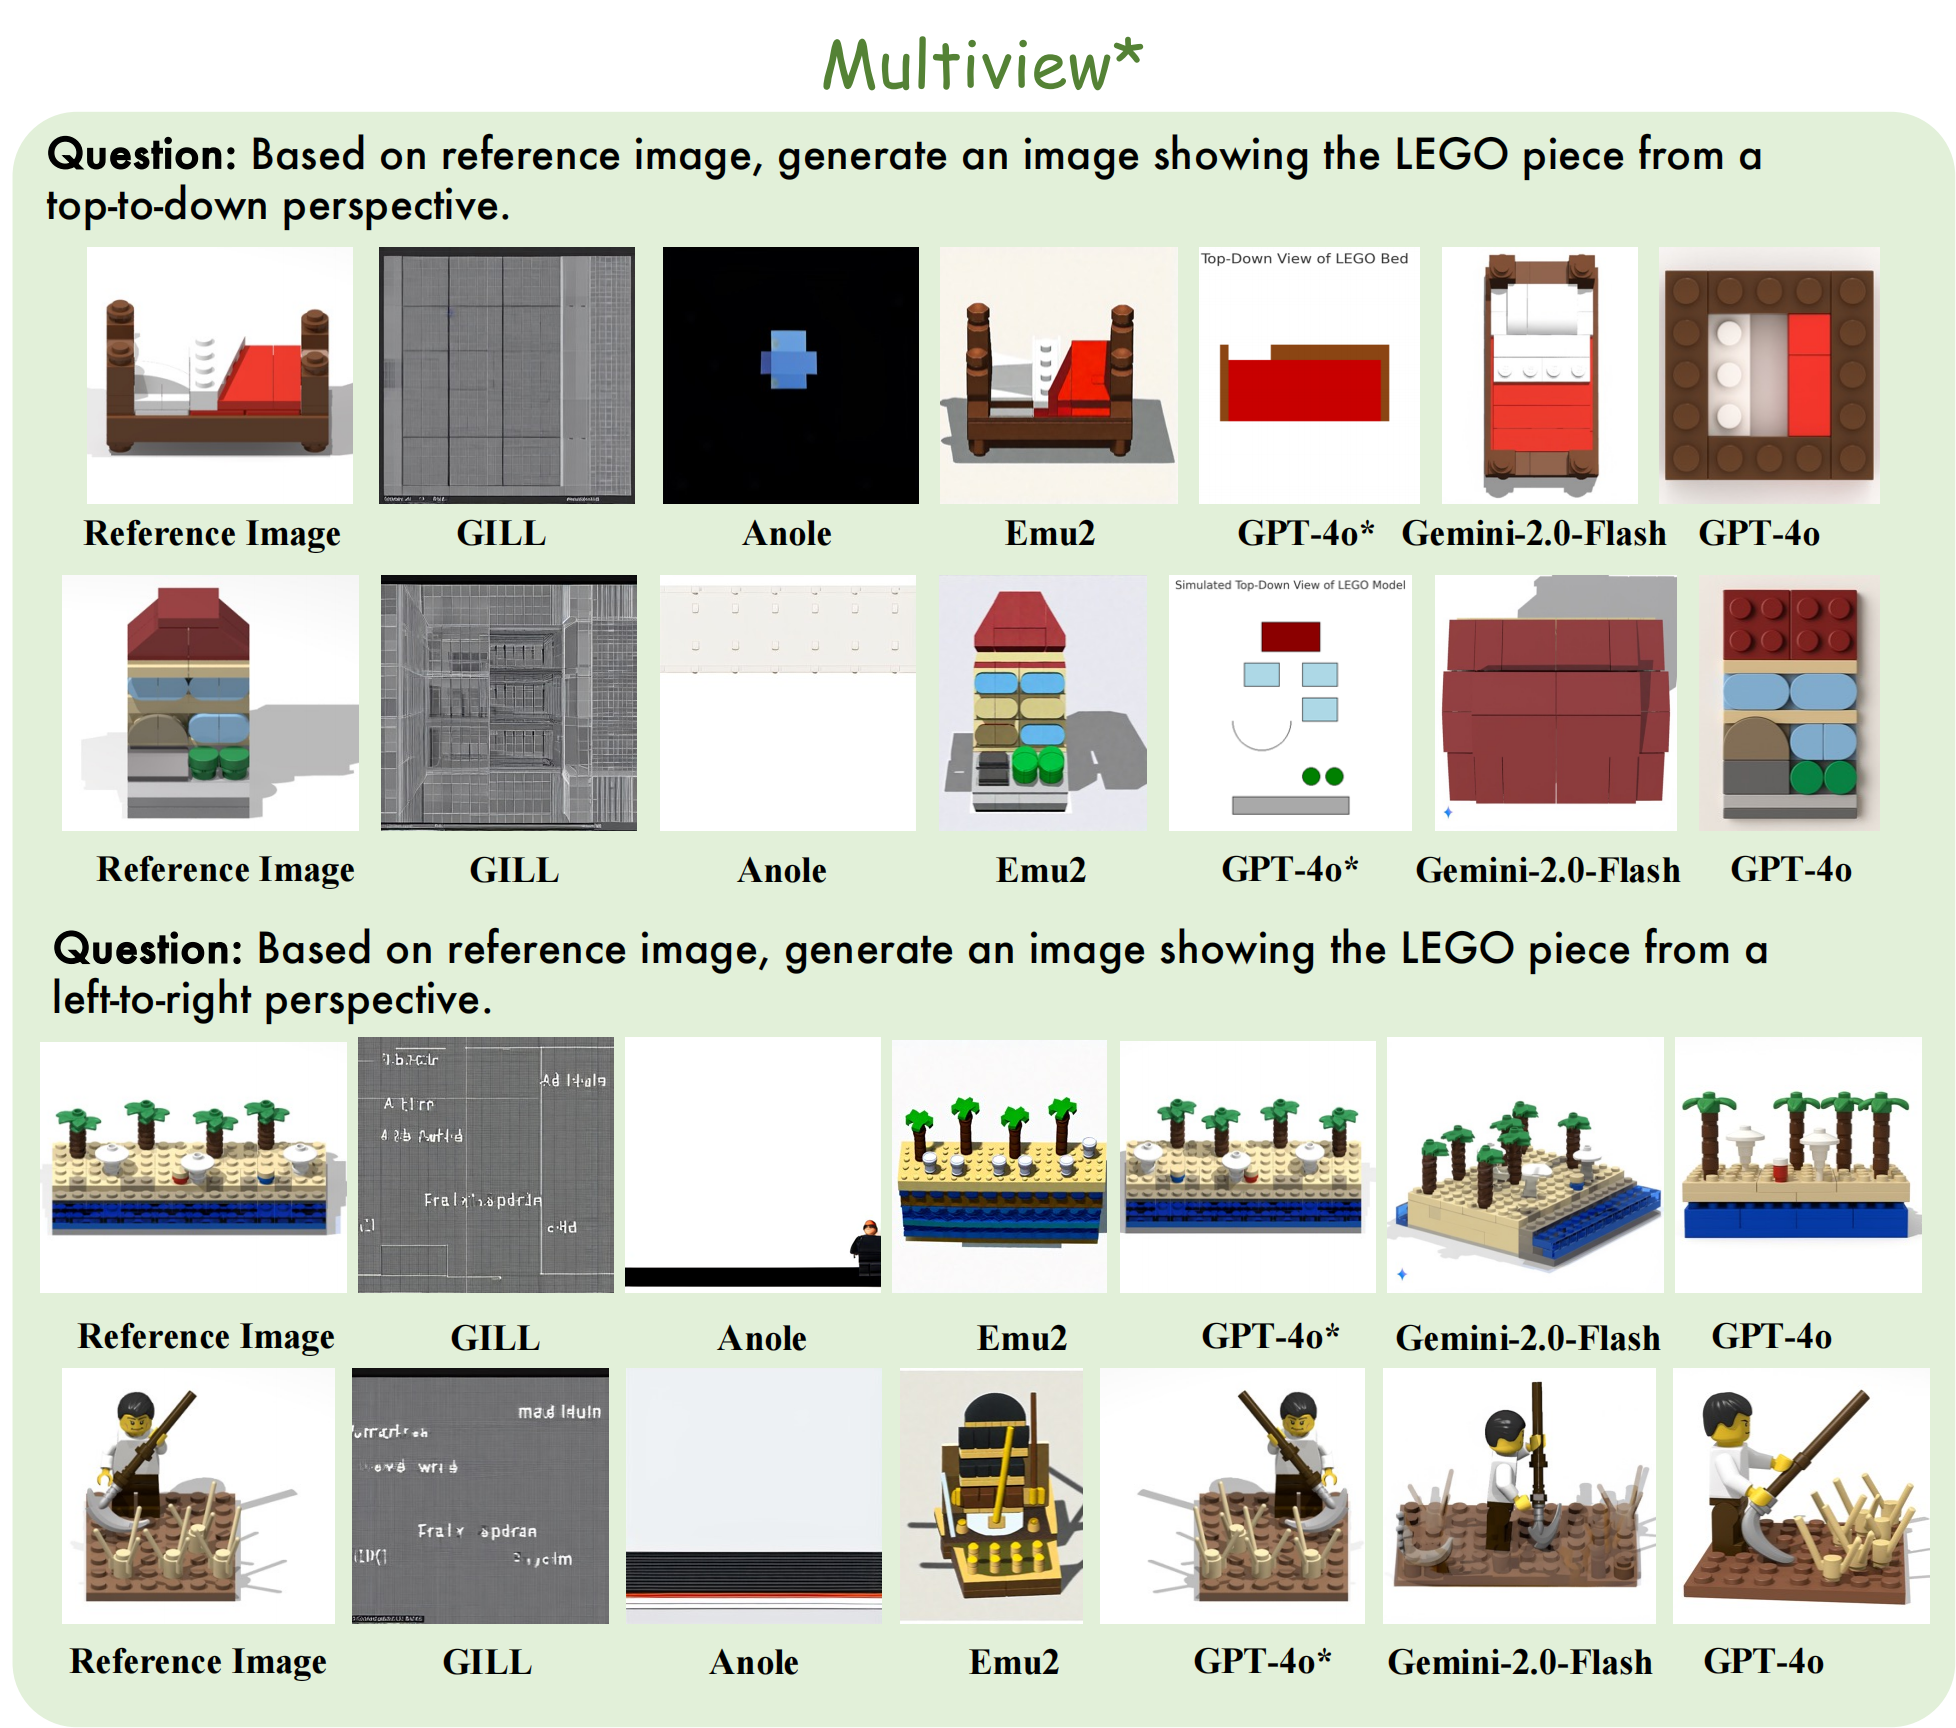 Multiview*
Question: Based on reference image, generate an image showing the LEGO piece from a
top-to-down perspective.
Top-Down View of LEGO Bed
Reference Image GILL Anole Emu2 GPT-4o* Gemini-2.0-Flash GPT-4o
Simulated Top-Down View of LEGO Model
Reference Image GILL Anole Emu2 GPT-4o* Gemini-2.0-Flash GPT-4o
Question: Based on reference image, generate an image showing the LEGO piece from a
left-to-right perspective.
Reference Image GILL Anole Emu2 GPT-4o* Gemini-2.0-Flash GPT-4o
Reference Image GILL Anole Emu2 GPT-4o* Gemini-2.0-Flash GPT-4o